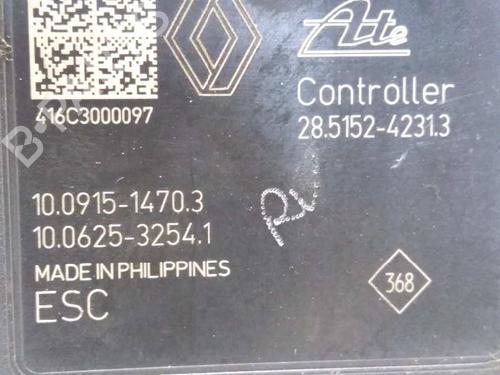 Ate
416C3000097
Controller
28.5152-4231.3
10.0915-1470.3
10.0625-3254.1
MADE IN PHILIPPINES
368
ESC